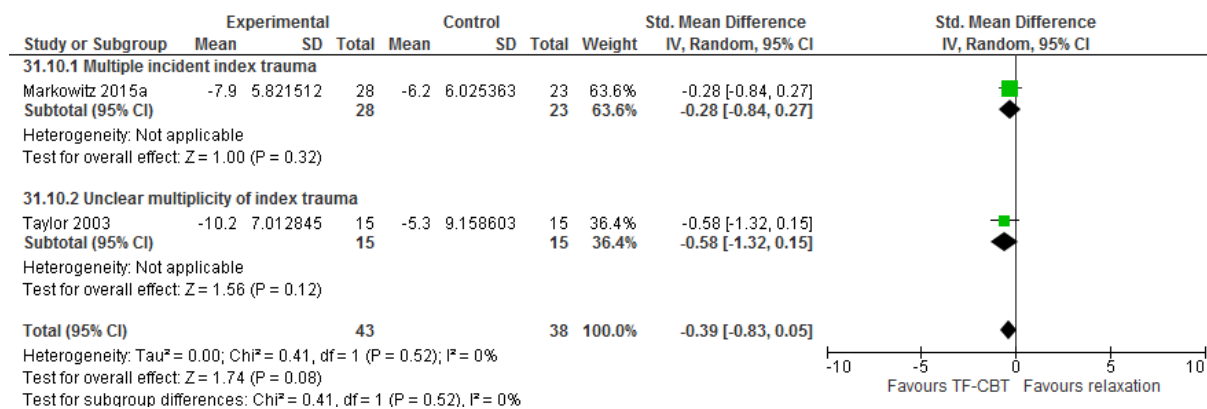 Experimental Control Std. Mean Difference Std. Mean Difference
Study or Subgroup Mean SD Total Mean SD Total Weight IV, Random, 95% CI IV, Random, 95% CI
31.10.1 Multiple incident index trauma
Markowitz 2015a -7.9 5.821512 28 -6.2 6.025363 23 63.6% -0.28 [-0.84, 0.27]
Subtotal (95% CI) 28 23 63.6% -0.28 [-0.84, 0.27]
Heterogeneity: Not applicable
Test for overall effect: Z = 1.00 (P = 0.32)
31.10.2 Unclear multiplicity of index trauma
Taylor 2003 -10.2 7.012845 15 -5.3 9.158603 15 36.4% -0.58 [-1.32, 0.15]
Subtotal (95% CI) 15 15 36.4% -0.58 [-1.32, 0.15]
Heterogeneity: Not applicable
Test for overall effect: Z = 1.56 (P = 0.12)
Total (95% CI) 43 38 100.0% -0.39 [-0.83, 0.05]
Heterogeneity: Tau² = 0.00; Chi² = 0.41, df = 1 (P = 0.52); I² = 0%
Test for overall effect: Z = 1.74 (P = 0.08)
Test for subgroup differences: Chi² = 0.41, df = 1 (P = 0.52), I² = 0%
-10 -5 0 5 10
Favours TF-CBT Favours relaxation